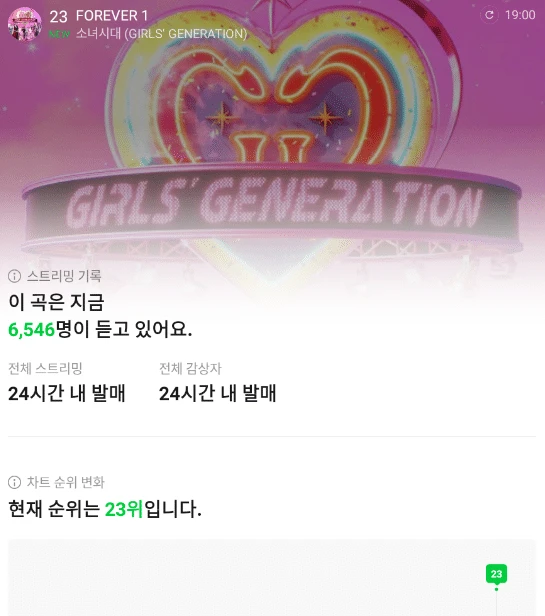 23 FOREVER 1
19:00
NEW 소녀시대 (GIRLS' GENERATION)
GIRLS' GENERATION
스트리밍 기록
이 곡은 지금
6,546명이 듣고 있어요.
전체 스트리밍 전체 감상자
24시간 내 발매 24시간 내 발매
차트 순위 변화
현재 순위는 23위입니다.
23